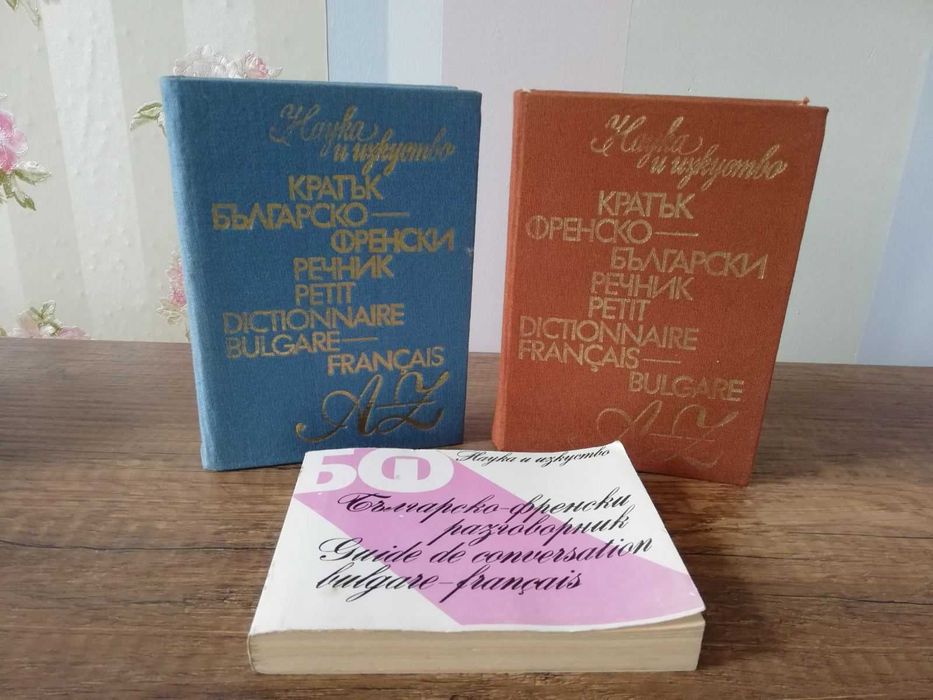 Наука
и изкуство
КРАТЪК
БЪЛГАРСКО—
ФРЕНСКИ
РЕЧНИК
PETIT
DICTIONNAIRE
BULGARE—
FRANÇAIS
A-Z
Наука
и изкуство
КРАТЪК
ФРЕНСКО—
БЪЛГАРСКИ
РЕЧНИК
PETIT
DICTIONNAIRE
FRANÇAIS—
BULGARE
A-Z
БФ
Наука и изкуство
Българско-френски
разговорник
Guide de conversation
bulgare-français